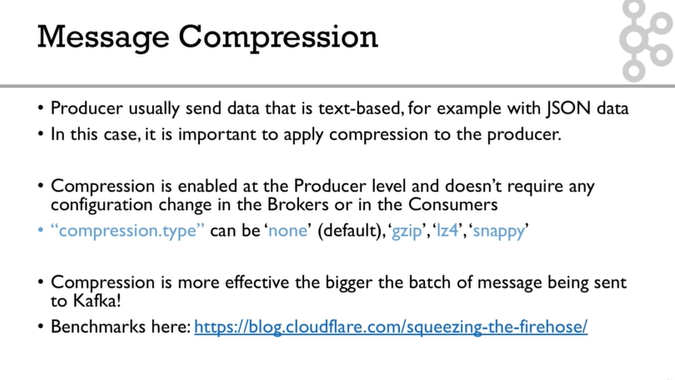 Message Compression
• Producer usually send data that is text-based, for example with JSON data
• In this case, it is important to apply compression to the producer.
• Compression is enabled at the Producer level and doesn’t require any
configuration change in the Brokers or in the Consumers
• “compression.type” can be ‘none’ (default), ‘gzip’, ‘lz4’, ‘snappy’
• Compression is more effective the bigger the batch of message being sent
to Kafka!
• Benchmarks here: https://blog.cloudflare.com/squeezing-the-firehose/